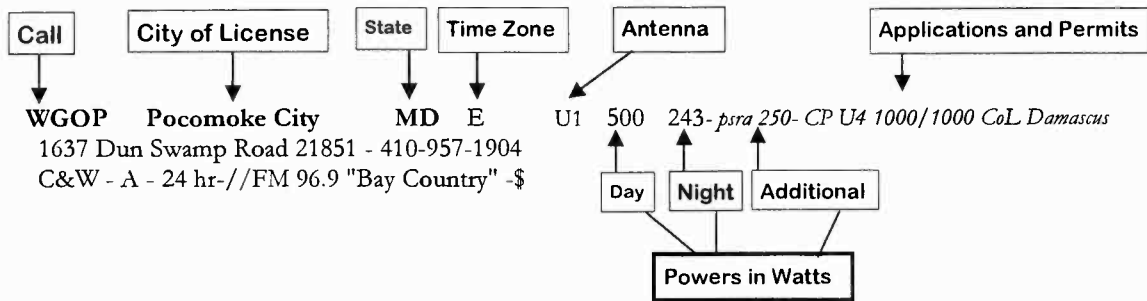 Call City of License State Time Zone Antenna Applications and Permits
WGOP Pocomoke City MD E U1 500 243- psra 250- CP U4 1000/1000 CoL Damascus
1637 Dun Swamp Road 21851 - 410-957-1904
C&W - A - 24 hr-//FM 96.9 "Bay Country" -$
Day Night Additional
Powers in Watts